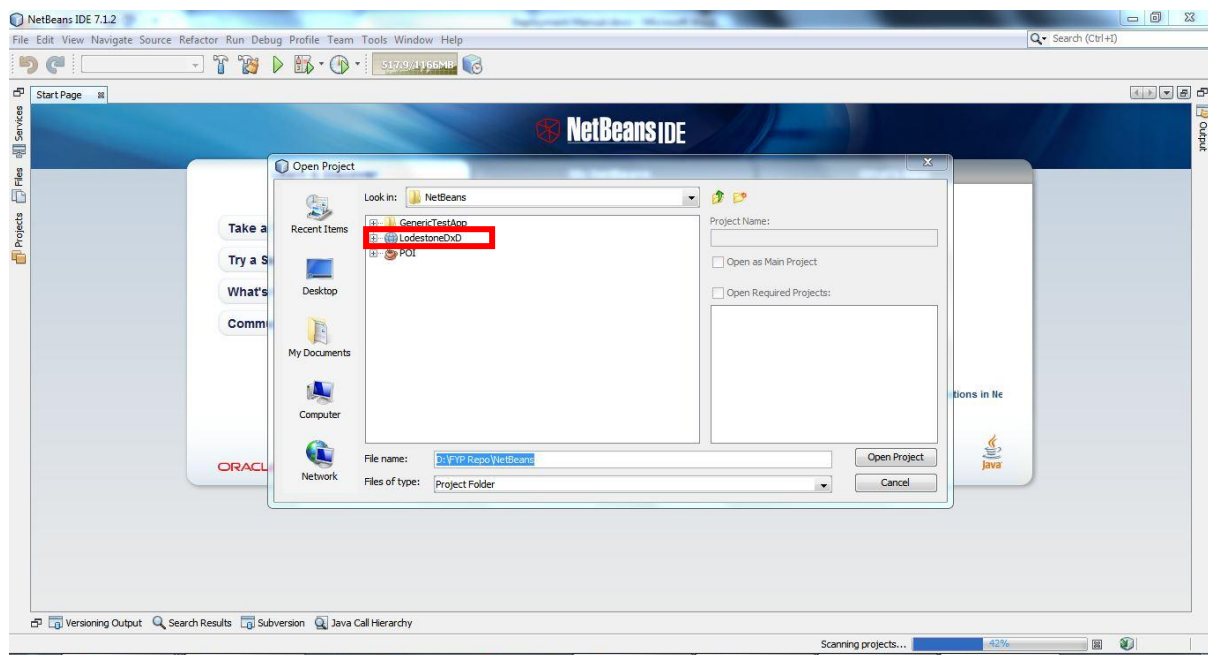 NetBeans IDE 7.1.2
File Edit View Navigate Source Refactor Run Debug Profile Team Tools Window Help
Search (Ctrl+I)
517.9/1166MB
Start Page
Services
Files
Projects
Output
NetBeans IDE
Open Project
Look in:
NetBeans
Recent Items
Desktop
My Documents
Computer
Network
GenericTestApp
LodestoneDxD
POI
Project Name:
Open as Main Project
Open Required Projects:
File name:
D:\FYP Repo\NetBeans
Files of type:
Project Folder
Open Project
Cancel
Take a
Try a S
What's
Comm
tions in Ne
ORACL
Java
Versioning Output Search Results Subversion Java Call Hierarchy
Scanning projects... 42%